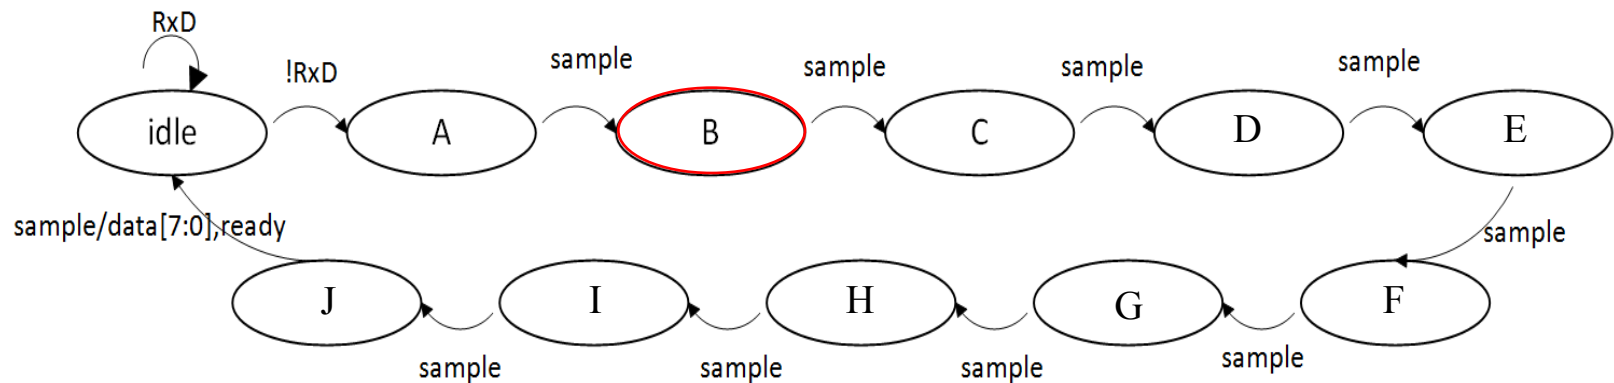 RxD
!RxD
sample
sample
sample
sample
idle
A
B
C
D
E
sample/data[7:0],ready
sample
J
I
H
G
F
sample
sample
sample
sample